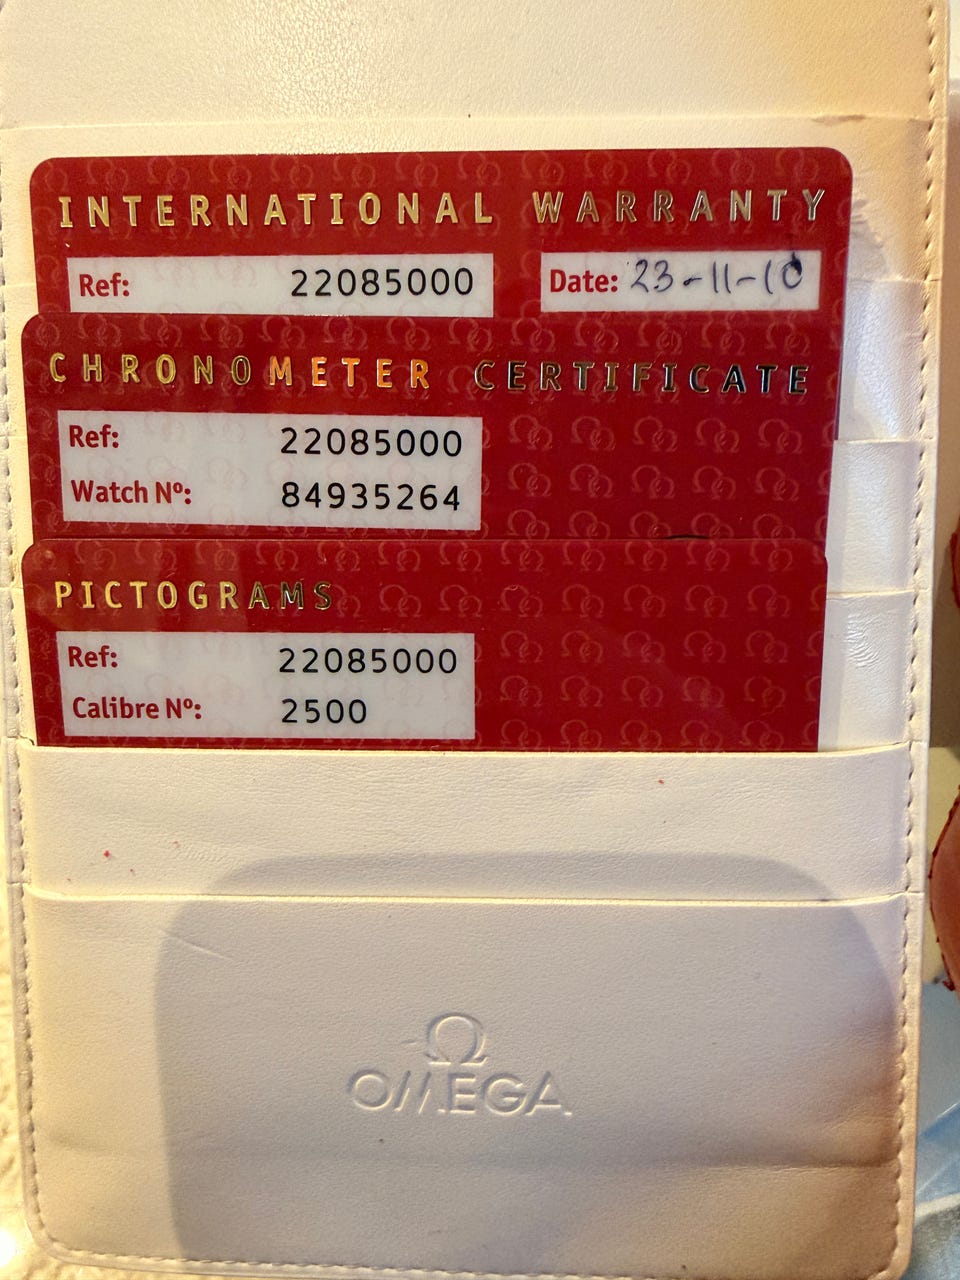 INTERNATIONAL WARRANTY
Ref: 22085000 Date: 23-11-10
CHRONOMETER CERTIFICATE
Ref: 22085000
Watch Nº: 84935264
PICTOGRAMS
Ref: 22085000
Calibre Nº: 2500
Ω
OMEGA